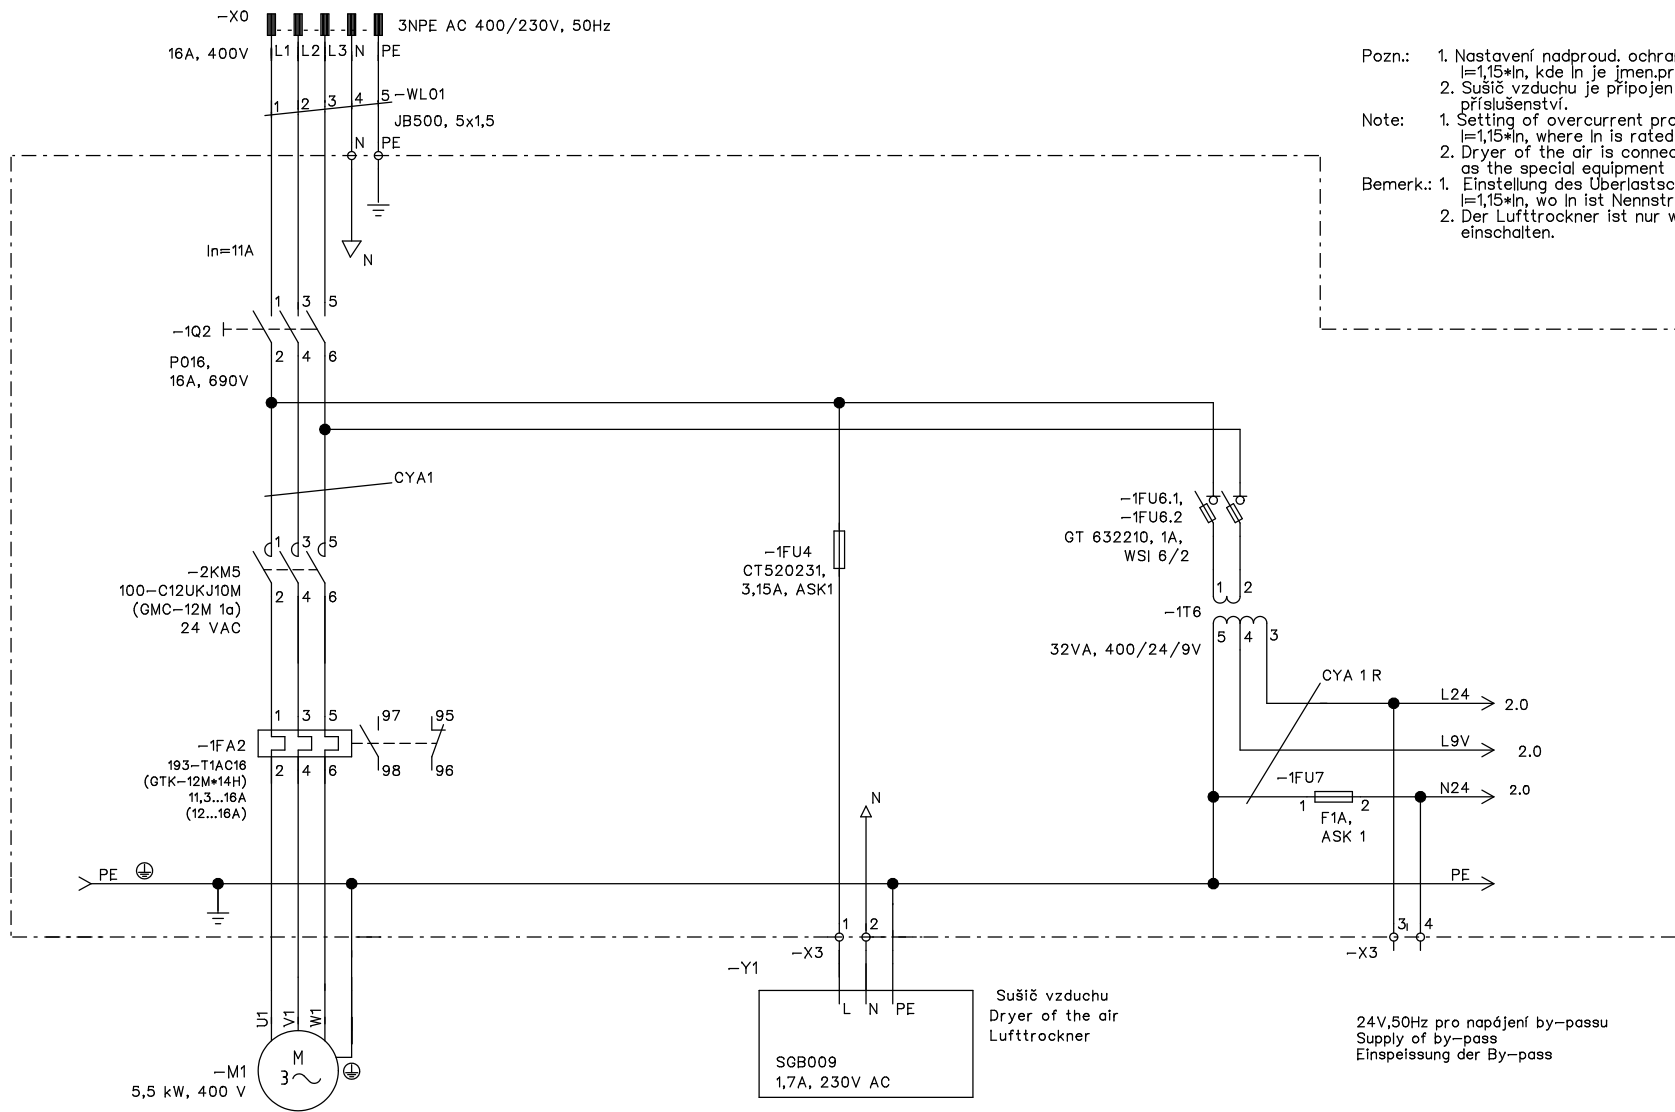 -X0
3NPE AC 400/230V, 50Hz
16A, 400V
L1 L2 L3 N PE
1 2 3 4 5
-WL01
JB500, 5x1,5
N PE
Pozn.: 1. Nastavení nadproud. ochra
I=1,15*In, kde In je jmen.pr
2. Sušič vzduchu je připojen
příslušenství.
Note: 1. Setting of overcurrent pro
I=1,15*In, where In is rated
2. Dryer of the air is connec
as the special equipment
Bemerk.: 1. Einstellung des Uberlastsc
I=1,15*In, wo In ist Nennstr
2. Der Lufttrockner ist nur w
einschalten.
N
In=11A
1 3 5
-1Q2
2 4 6
PO16,
16A, 690V
CYA1
1 3 5
-2KM5
100-C12UKJ10M
(GMC-12M 1a)
24 VAC
2 4 6
-1FU4
CT520231,
3,15A, ASK1
-1FU6.1,
-1FU6.2
GT 632210, 1A,
WSI 6/2
1 2
-1T6
5 4 3
32VA, 400/24/9V
CYA 1 R
L24 2.0
L9V 2.0
-1FU7
N24 2.0
1 2
F1A,
ASK 1
1 3 5 97 95
-1FA2
2 4 6 98 96
193-T1AC16
(GTK-12M*14H)
11,3...16A
(12...16A)
N
PE
PE
1 2
-X3
3 4
-X3
-Y1
L N PE
SGB009
1,7A, 230V AC
Sušič vzduchu
Dryer of the air
Lufttrockner
24V,50Hz pro napájení by-passu
Supply of by-pass
Einspeissung der By-pass
U1 V1 W1
M
3
-M1
5,5 kW, 400 V